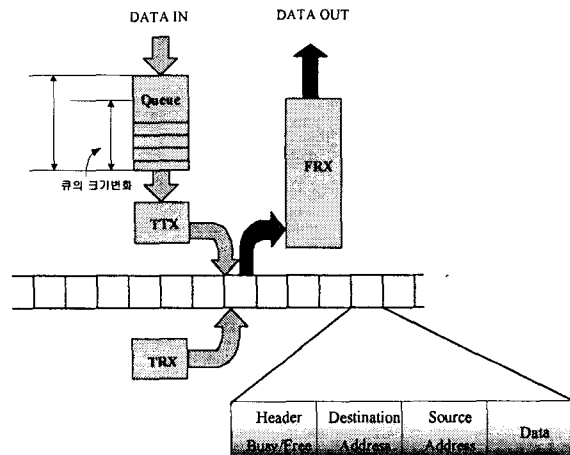 DATA IN
DATA OUT
Queue
FRX
큐의 크기변화
TTX
TRX
Header
Busy/Free
Destination
Address
Source
Address
Data